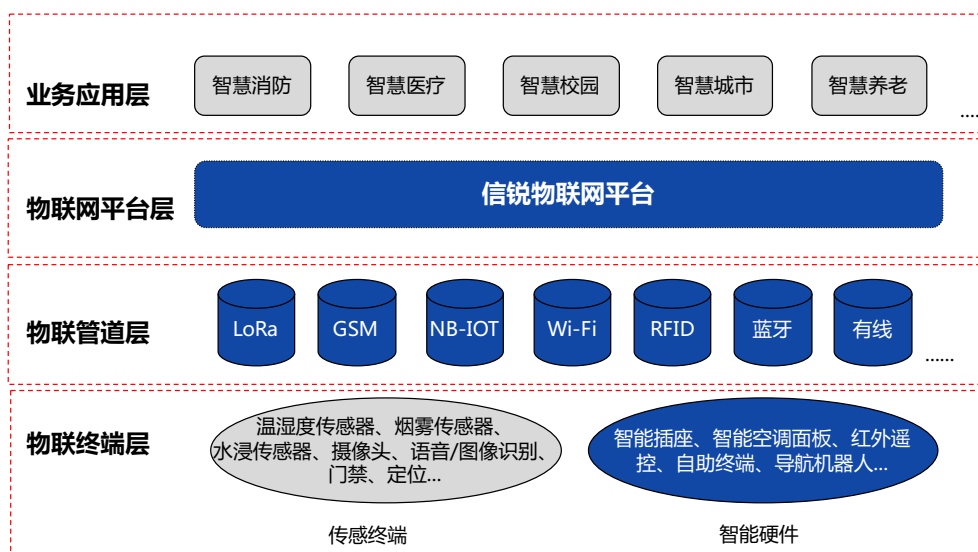 业务应用层
智慧消防
智慧医疗
智慧校园
智慧城市
智慧养老
....
物联网平台层
信锐物联网平台
物联管道层
LoRa
GSM
NB-IOT
Wi-Fi
RFID
蓝牙
有线
......
物联终端层
温湿度传感器、烟雾传感器、
水浸传感器、摄像头、语音/图像识别、
门禁、定位...
智能插座、智能空调面板、红外遥
控、自助终端、导航机器人...
传感终端
智能硬件